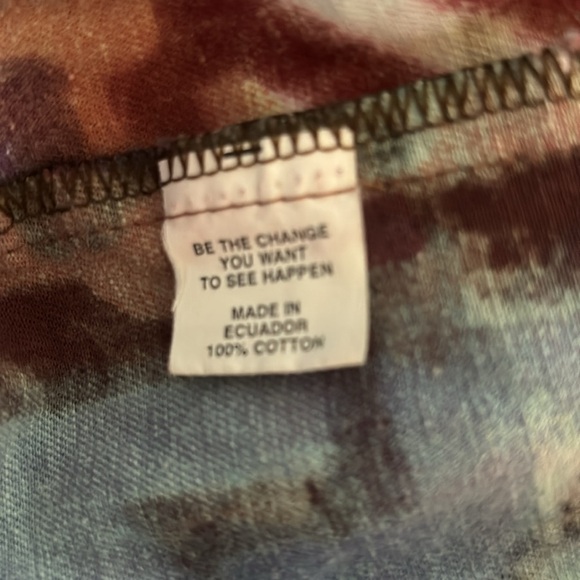 BE THE CHANGE
YOU WANT
TO SEE HAPPEN
MADE IN
ECUADOR
100% COTTON